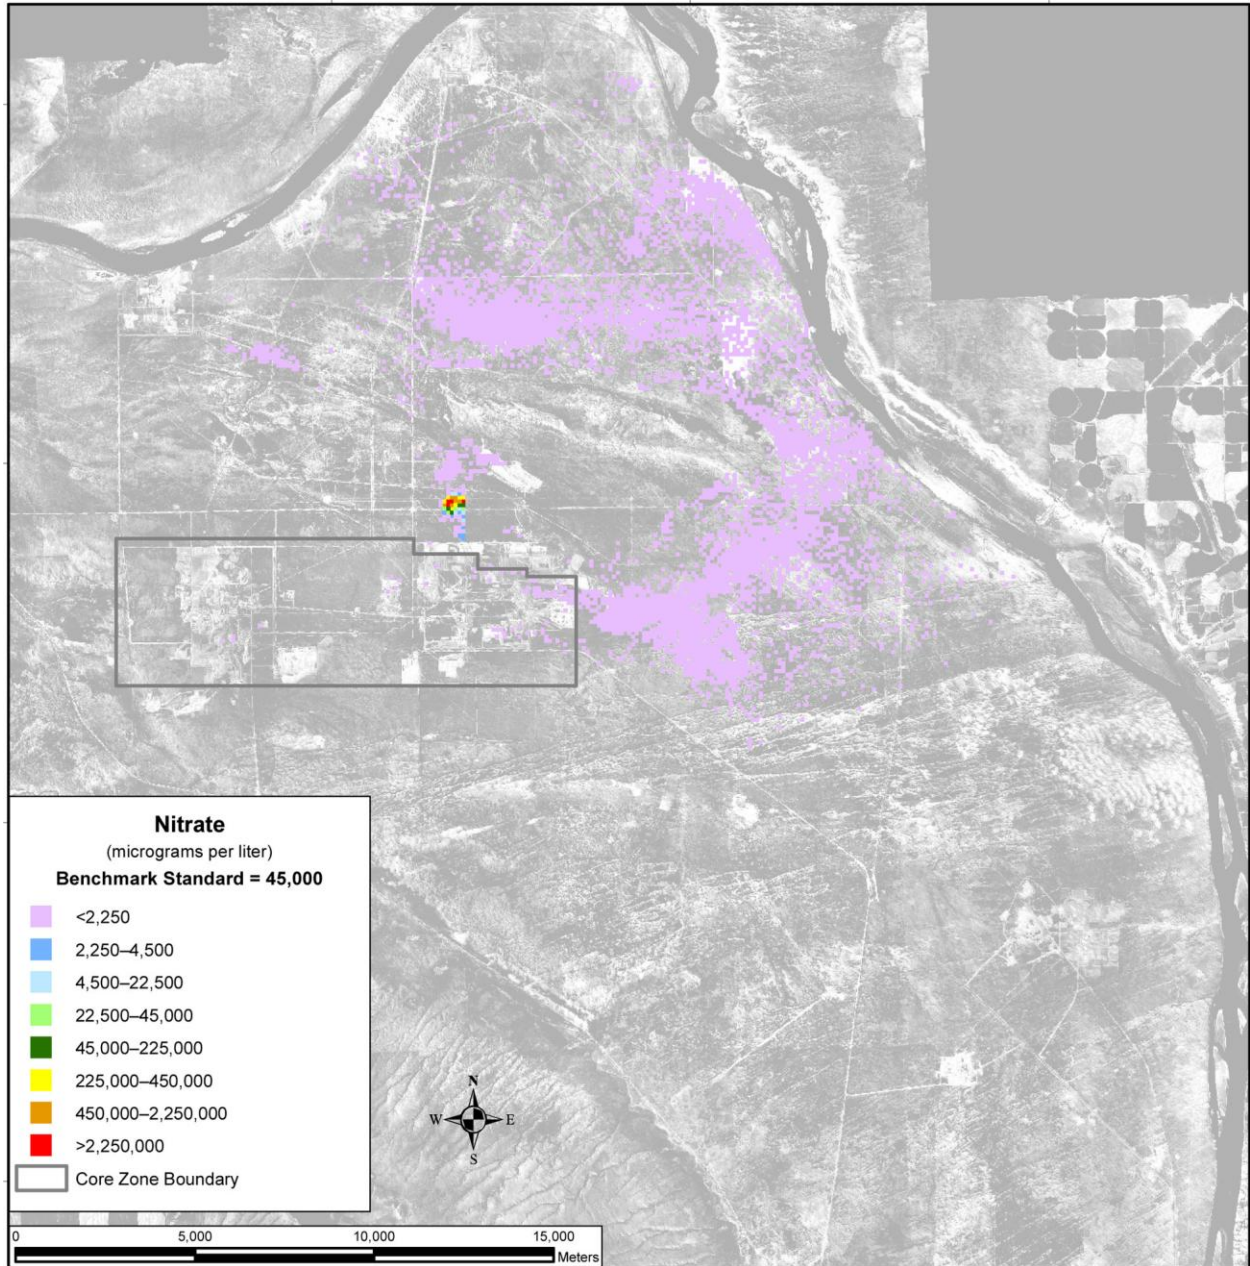 Nitrate
(micrograms per liter)
Benchmark Standard = 45,000
<2,250
2,250–4,500
4,500–22,500
22,500–45,000
45,000–225,000
225,000–450,000
450,000–2,250,000
>2,250,000
Core Zone Boundary
N
W E
S
0 5,000 10,000 15,000
Meters